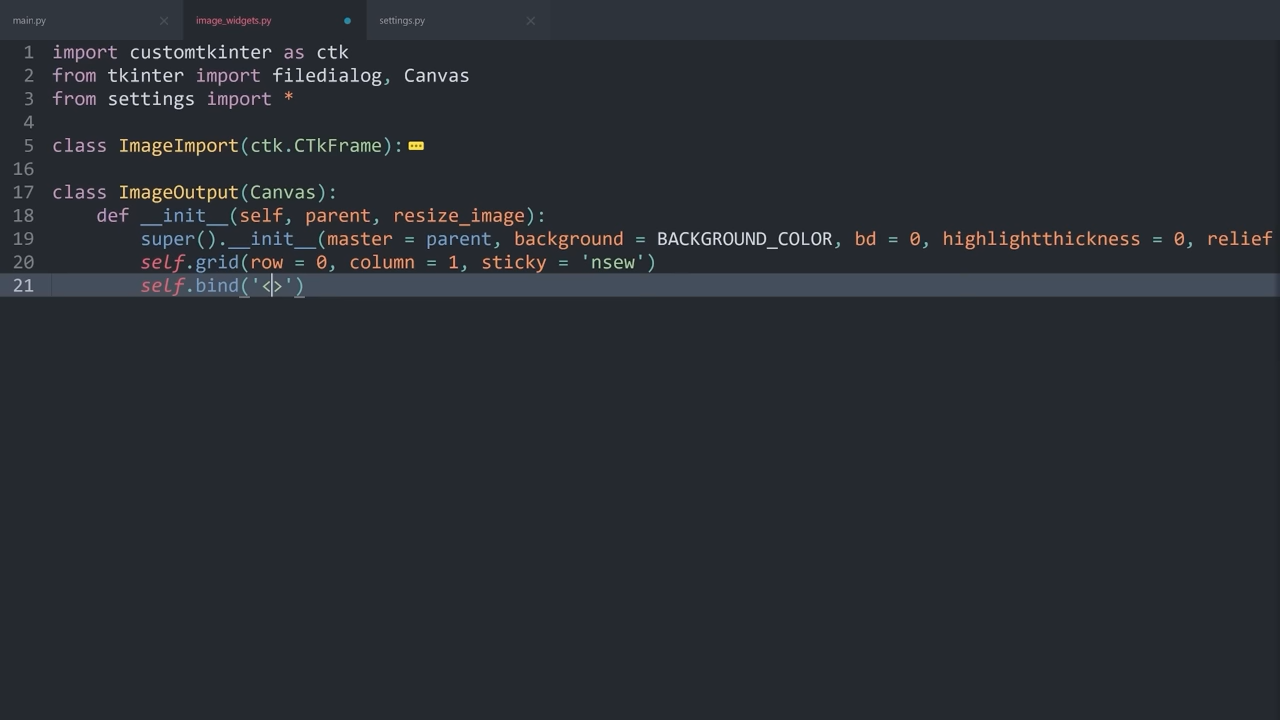 main.py image_widgets.py settings.py
1 import customtkinter as ctk
2 from tkinter import filedialog, Canvas
3 from settings import *
4
5 class ImageImport(ctk.CTkFrame):
16
17 class ImageOutput(Canvas):
18 def __init__(self, parent, resize_image):
19 super().__init__(master = parent, background = BACKGROUND_COLOR, bd = 0, highlightthickness = 0, relief
20 self.grid(row = 0, column = 1, sticky = 'nsew')
21 self.bind('<>')